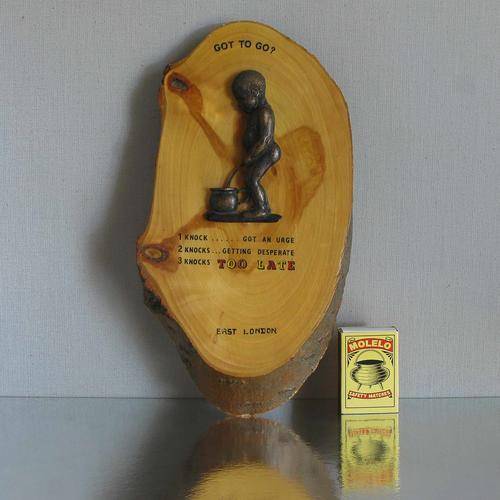 GOT TO GO?
1 KNOCK ...... GOT AN URGE
2 KNOCKS ... GETTING DESPERATE
3 KNOCKS TOO LATE
EAST LONDON
MOLELO
SAFETY MATCHES